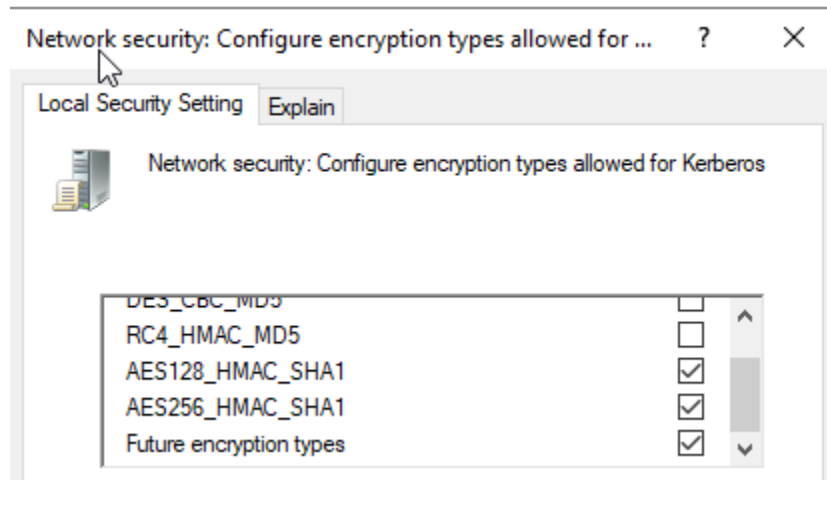 Network security: Configure encryption types allowed for ... ?
Local Security Setting Explain
Network security: Configure encryption types allowed for Kerberos
DES_CBC_MD5
RC4_HMAC_MD5
AES128_HMAC_SHA1
AES256_HMAC_SHA1
Future encryption types